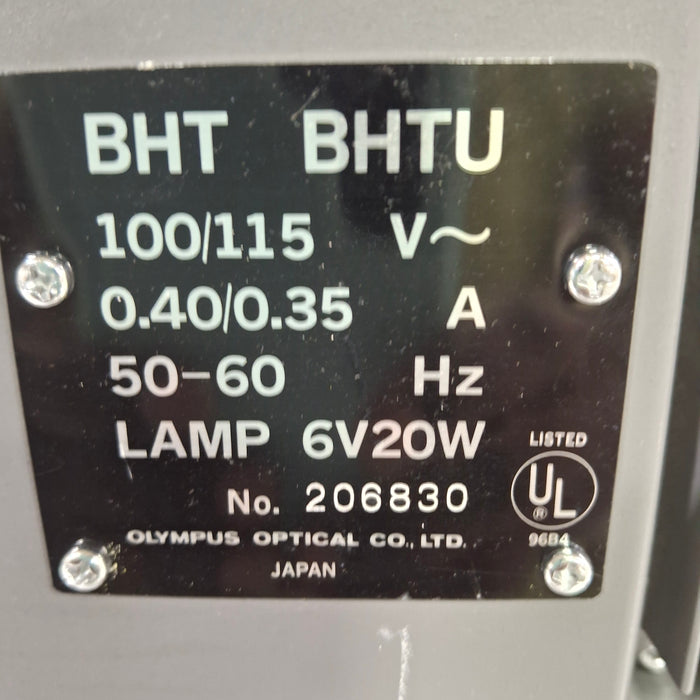 BHT BHTU
100/115 V~
0.40/0.35 A
50-60 Hz
LAMP 6V20W
LISTED
UL
®
No. 206830
OLYMPUS OPTICAL CO., LTD.
96B4
JAPAN